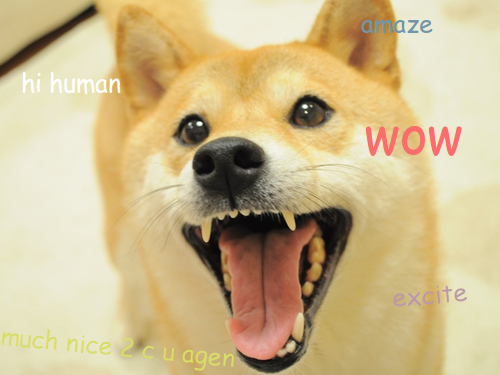 amaze
hi human
wow
excite
much nice 2 c u agen